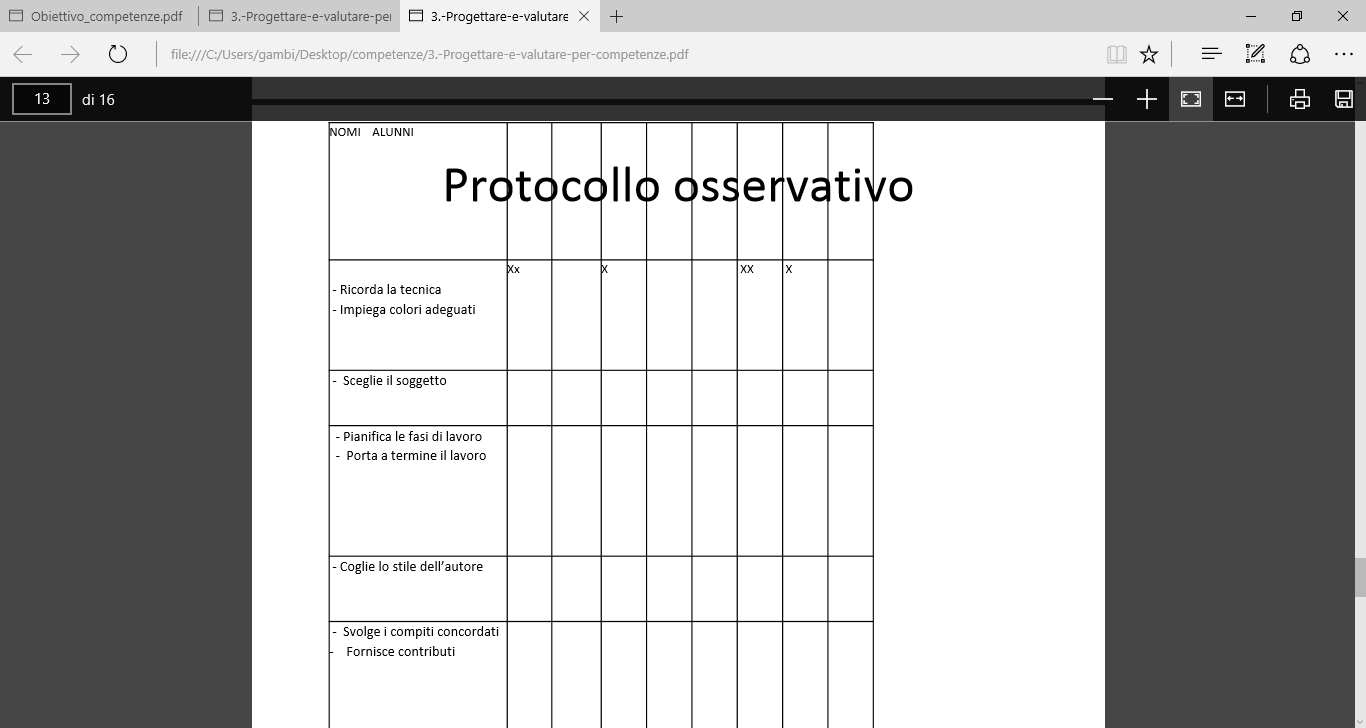 Obiettivo_competenze.pdf
3.-Progettare-e-valutare-per
3.-Progettare-e-valutare
file:///C:/Users/gambi/Desktop/competenze/3.-Progettare-e-valutare-per-competenze.pdf
13 di 16
NOMI ALUNNI
Protocollo osservativo
Xx X XX X
- Ricorda la tecnica
- Impiega colori adeguati
- Sceglie il soggetto
- Pianifica le fasi di lavoro
- Porta a termine il lavoro
- Coglie lo stile dell’autore
- Svolge i compiti concordati
- Fornisce contributi